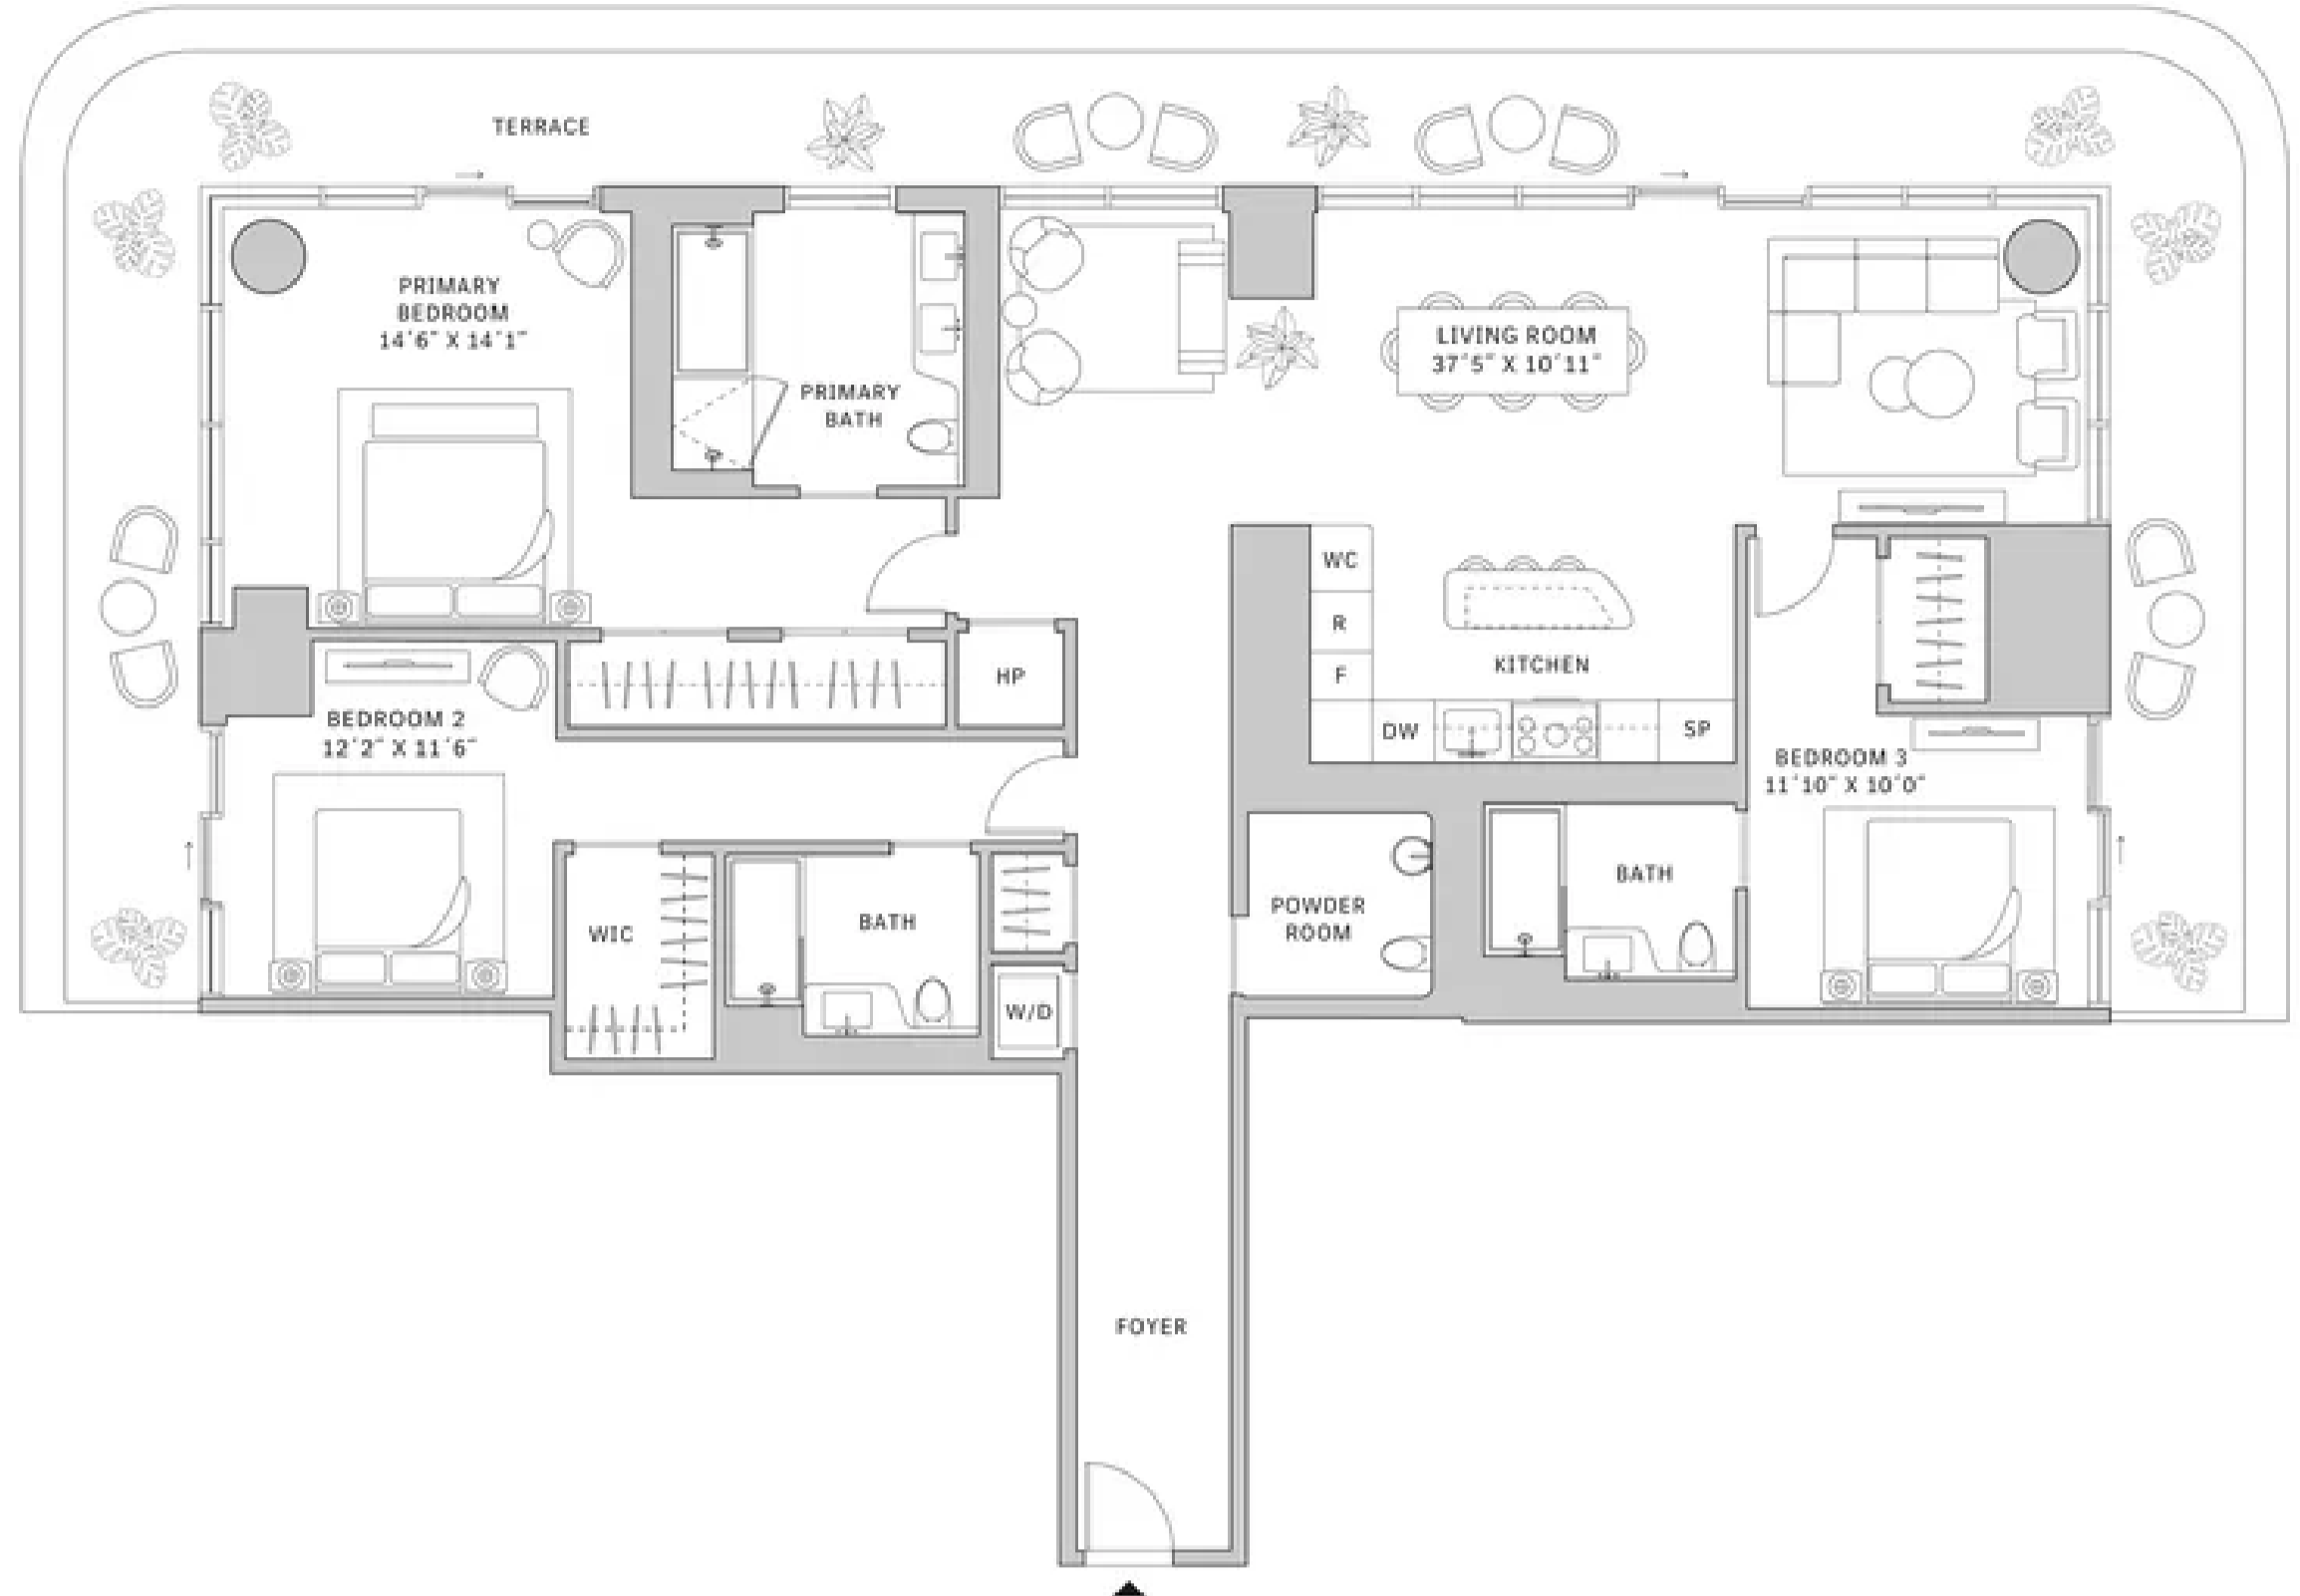 TERRACE
PRIMARY
BEDROOM
14'6" X 14'1"
PRIMARY
BATH
LIVING ROOM
37'5" X 10'11"
WC
R
F
KITCHEN
DW
SP
HP
BEDROOM 2
12'2" X 11'6"
BEDROOM 3
11'10" X 10'0"
WIC
BATH
W/D
POWDER
ROOM
BATH
FOYER